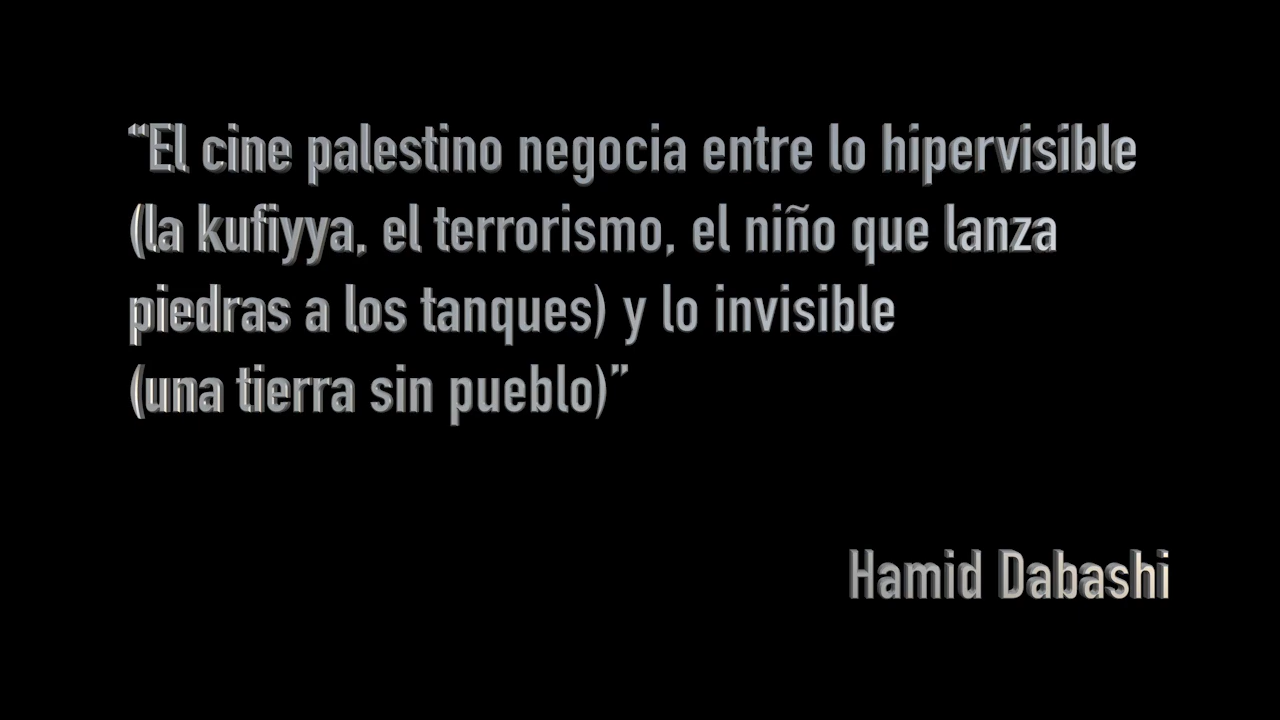 “El cine palestino negocia entre lo hipervisible
(la kufiyya, el terrorismo, el niño que lanza
piedras a los tanques) y lo invisible
(una tierra sin pueblo)”
Hamid Dabashi